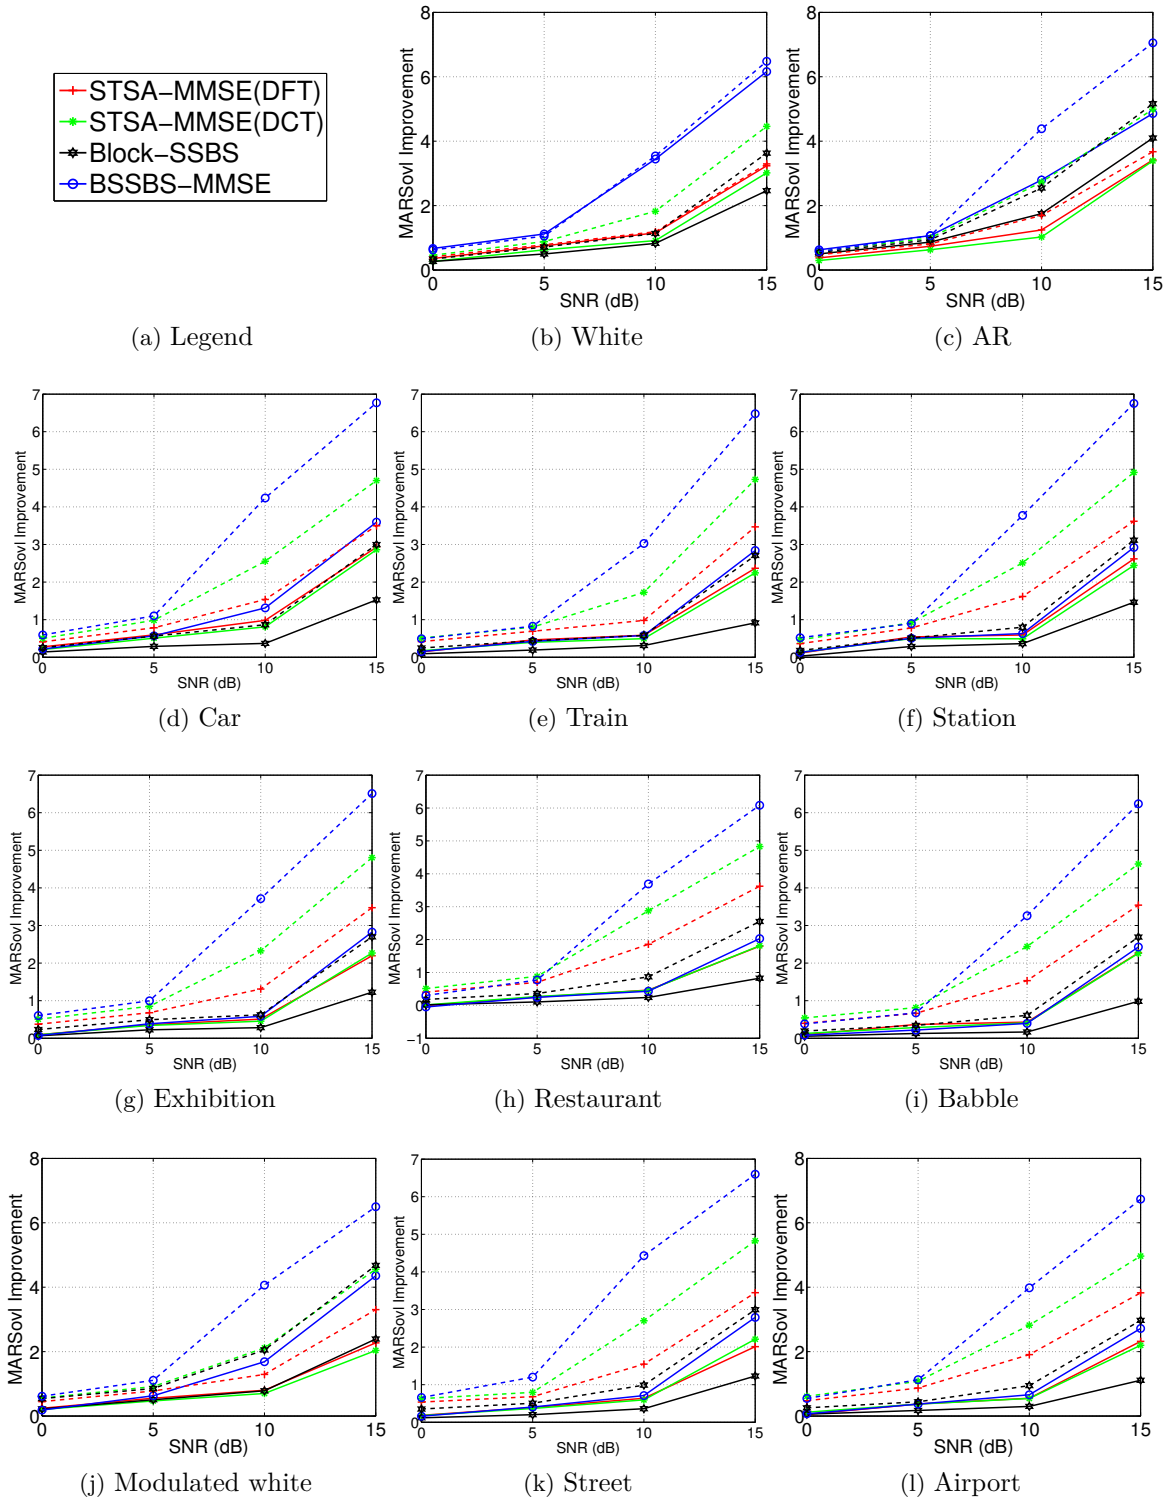 STSA-MMSE(DFT)
STSA-MMSE(DCT)
Block-SSBS
BSSBS-MMSE
(a) Legend
MARSovl Improvement
8
6
4
2
0
0 5 10 15
SNR (dB)
(b) White
MARSovl Improvement
8
6
4
2
0
0 5 10 15
SNR (dB)
(c) AR
MARSovl Improvement
7
6
5
4
3
2
1
0
0 5 10 15
SNR (dB)
(d) Car
MARSovl Improvement
7
6
5
4
3
2
1
0
0 5 10 15
SNR (dB)
(e) Train
MARSovl Improvement
7
6
5
4
3
2
1
0
0 5 10 15
SNR (dB)
(f) Station
MARSovl Improvement
7
6
5
4
3
2
1
0
0 5 10 15
SNR (dB)
(g) Exhibition
MARSovl Improvement
7
6
5
4
3
2
1
0
−1
0 5 10 15
SNR (dB)
(h) Restaurant
MARSovl Improvement
7
6
5
4
3
2
1
0
0 5 10 15
SNR (dB)
(i) Babble
MARSovl Improvement
8
6
4
2
0
0 5 10 15
SNR (dB)
(j) Modulated white
MARSovl Improvement
7
6
5
4
3
2
1
0
0 5 10 15
SNR (dB)
(k) Street
MARSovl Improvement
8
6
4
2
0
0 5 10 15
SNR (dB)
(l) Airport